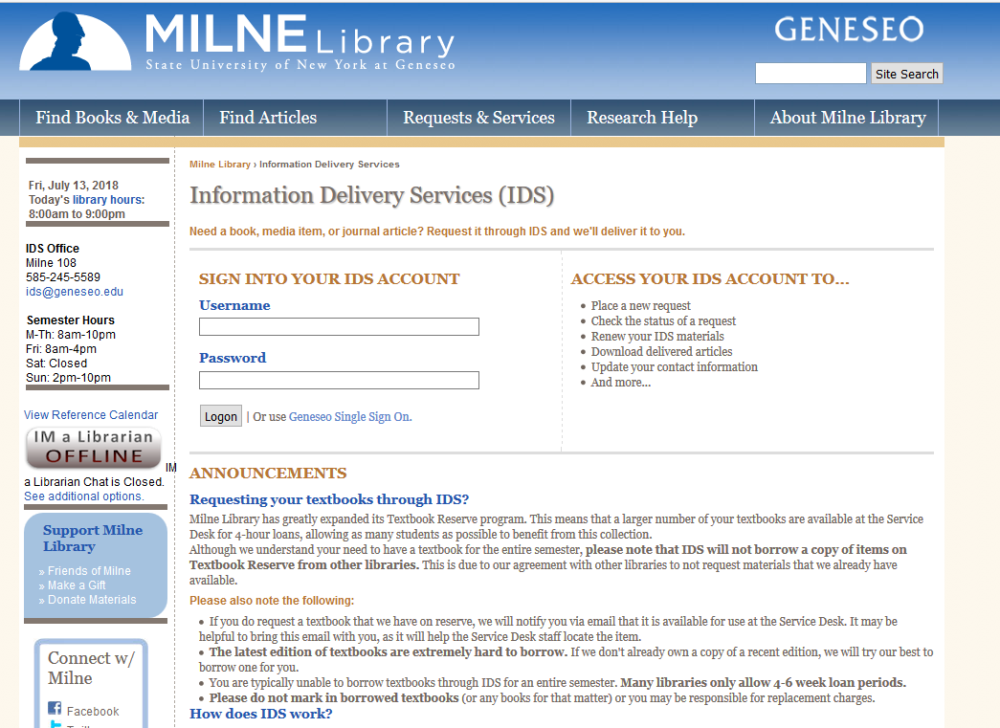 MILNE Library
State University of New York at Geneseo
GENESEO
Site Search
Find Books & Media
Find Articles
Requests & Services
Research Help
About Milne Library
Fri, July 13, 2018
Today's library hours:
8:00am to 9:00pm
IDS Office
Milne 108
585-245-5589
ids@geneseo.edu
Semester Hours
M-Th: 8am-10pm
Fri: 8am-4pm
Sat: Closed
Sun: 2pm-10pm
View Reference Calendar
IM a Librarian
OFFLINE
IM
a Librarian Chat is Closed.
See additional options.
Support Milne
Library
» Friends of Milne
» Make a Gift
» Donate Materials
Connect w/
Milne
Facebook
Milne Library › Information Delivery Services
Information Delivery Services (IDS)
Need a book, media item, or journal article? Request it through IDS and we'll deliver it to you.
SIGN INTO YOUR IDS ACCOUNT
Username
Password
Logon | Or use Geneseo Single Sign On.
ACCESS YOUR IDS ACCOUNT TO...
• Place a new request
• Check the status of a request
• Renew your IDS materials
• Download delivered articles
• Update your contact information
• And more...
ANNOUNCEMENTS
Requesting your textbooks through IDS?
Milne Library has greatly expanded its Textbook Reserve program. This means that a larger number of your textbooks are available at the Service
Desk for 4-hour loans, allowing as many students as possible to benefit from this collection.
Although we understand your need to have a textbook for the entire semester, please note that IDS will not borrow a copy of items on
Textbook Reserve from other libraries. This is due to our agreement with other libraries to not request materials that we already have
available.
Please also note the following:
• If you do request a textbook that we have on reserve, we will notify you via email that it is available for use at the Service Desk. It may be
helpful to bring this email with you, as it will help the Service Desk staff locate the item.
• The latest edition of textbooks are extremely hard to borrow. If we don't already own a copy of a recent edition, we will try our best to
borrow one for you.
• You are typically unable to borrow textbooks through IDS for an entire semester. Many libraries only allow 4-6 week loan periods.
• Please do not mark in borrowed textbooks (or any books for that matter) or you may be responsible for replacement charges.
How does IDS work?